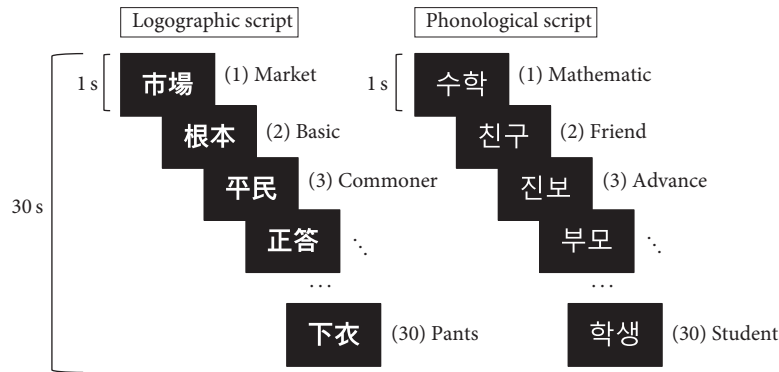 Logographic script
Phonological script
1 s
市場
(1) Market
根本
(2) Basic
平民
(3) Commoner
正答
⋱
⋯
下衣
(30) Pants
30 s
1 s
수학
(1) Mathematic
친구
(2) Friend
진보
(3) Advance
부모
⋱
⋯
학생
(30) Student